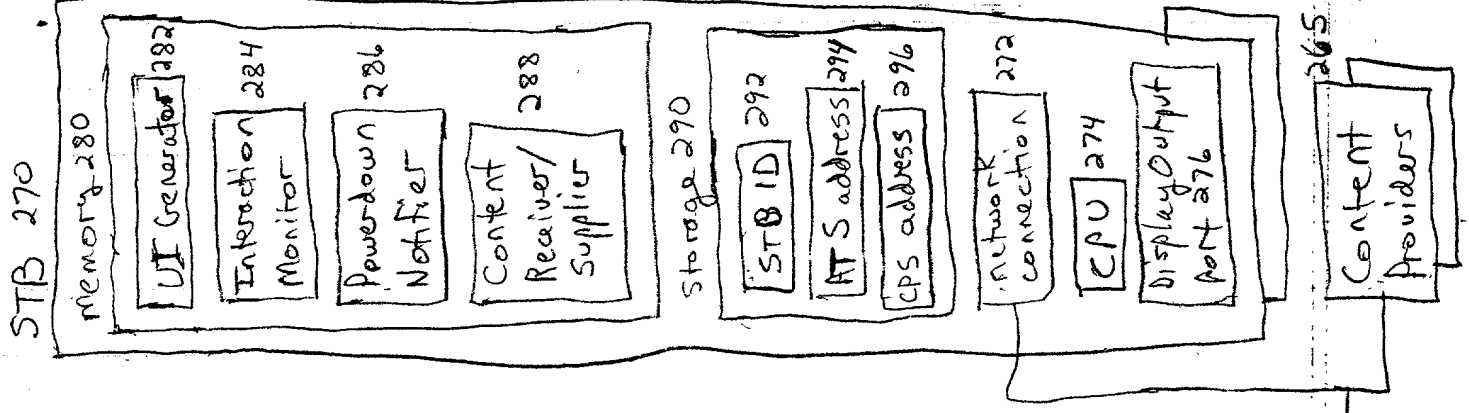 STB 270
memory 280
UI Generator 282
Interaction 284
Monitor
Powerdown 286
Notifier
Content
Receiver/
Supplier 288
Storage 290
STB ID 292
ATS address 294
CPS address 296
network 272
connection
CPU 274
Display Output
port 276
265
Content
Providers